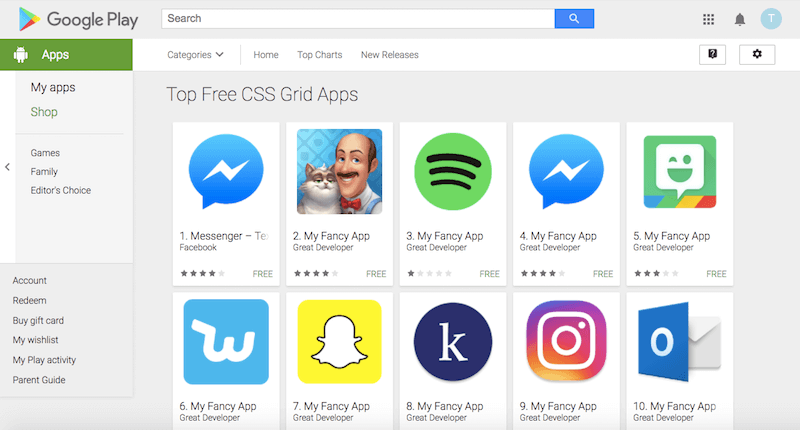 Google Play
Search
T
Apps
Categories
Home
Top Charts
New Releases
?
My apps
Shop
Games
Family
Editor's Choice
Account
Redeem
Buy gift card
My wishlist
My Play activity
Parent Guide
Top Free CSS Grid Apps
1. Messenger – Te
Facebook
FREE
2. My Fancy App
Great Developer
FREE
3. My Fancy App
Great Developer
FREE
4. My Fancy App
Great Developer
FREE
5. My Fancy App
Great Developer
FREE
6. My Fancy App
Great Developer
7. My Fancy App
Great Developer
k
8. My Fancy App
Great Developer
9. My Fancy App
Great Developer
10. My Fancy App
Great Developer